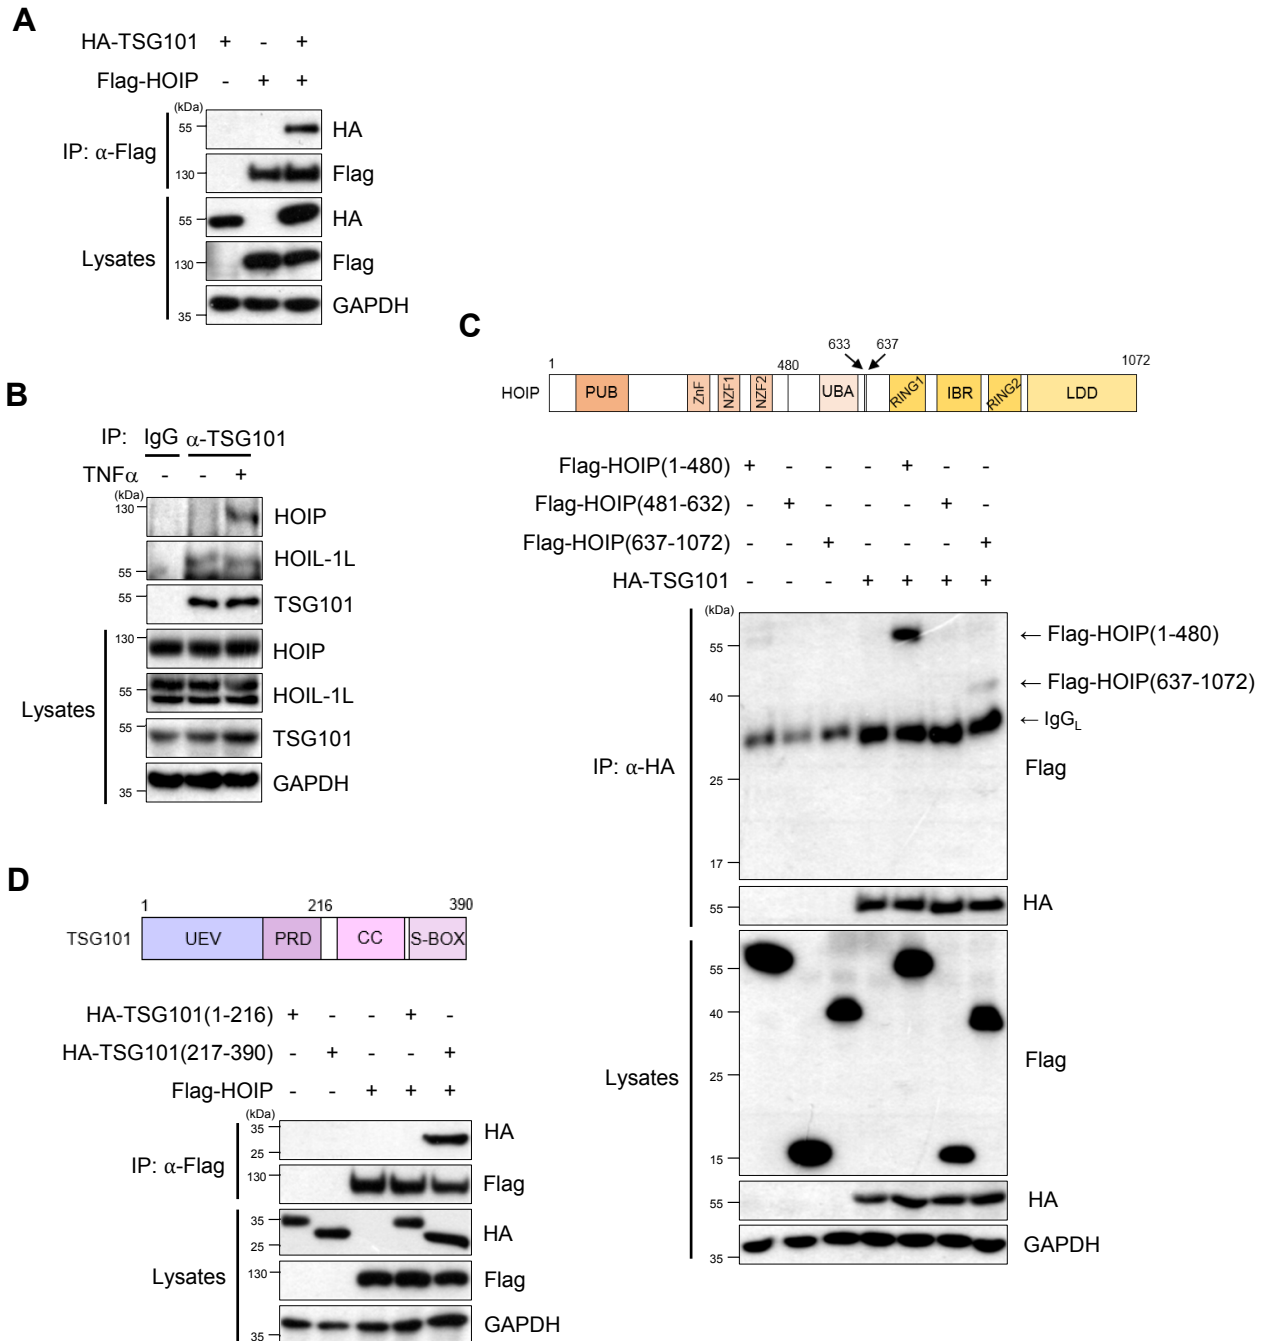 A
HA-TSG101 + - +
Flag-HOIP - + +
(kDa)
IP: α-Flag
55 HA
130 Flag
Lysates
55 HA
130 Flag
35 GAPDH
B
IP: IgG α-TSG101
TNFα - - +
(kDa)
130 HOIP
55 HOIL-1L
55 TSG101
Lysates
130 HOIP
55 HOIL-1L
55 TSG101
35 GAPDH
C
633 637
1 480 1072
HOIP PUB ZnF NZF1 NZF2 UBA RING1 IBR RING2 LDD
Flag-HOIP(1-480) + - - - + - -
Flag-HOIP(481-632) - + - - - + -
Flag-HOIP(637-1072) - - + - - - +
HA-TSG101 - - - + + + +
(kDa)
IP: α-HA
← Flag-HOIP(1-480)
55
← Flag-HOIP(637-1072)
40
← IgGL
25 Flag
17
55 HA
Lysates
55
40
Flag
25
15
55 HA
35 GAPDH
D
1 216 390
TSG101 UEV PRD CC S-BOX
HA-TSG101(1-216) + - - + -
HA-TSG101(217-390) - + - - +
Flag-HOIP - - + + +
(kDa)
IP: α-Flag
35 HA
25
130 Flag
Lysates
35 HA
25
130 Flag
35 GAPDH